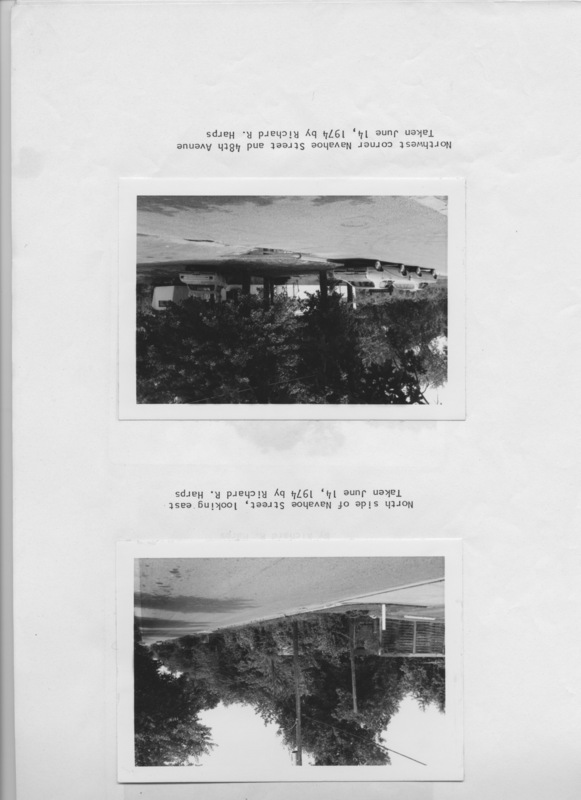 North side of Navahoe Street, looking east
Taken June 14, 1974 by Richard R. Harps
Northwest corner Navahoe Street and 48th Avenue
Taken June 14, 1974 by Richard R. Harps